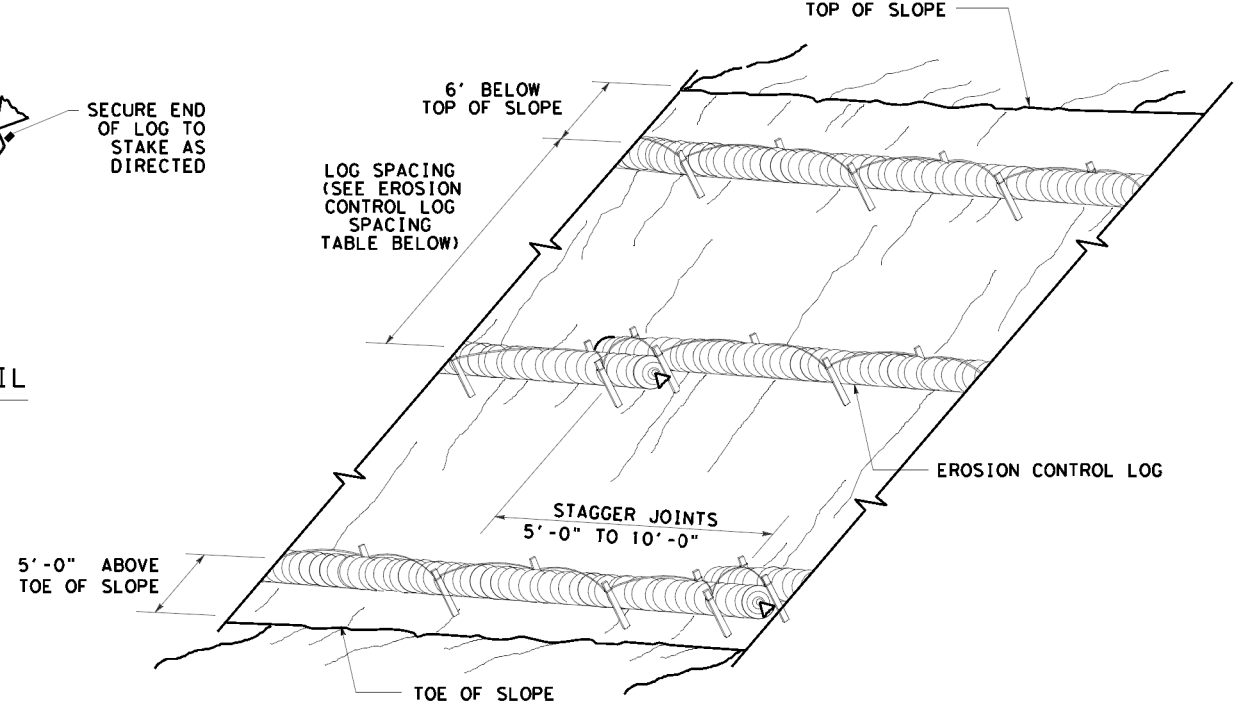 TOP OF SLOPE
6' BELOW
TOP OF SLOPE
SECURE END
OF LOG TO
STAKE AS
DIRECTED
LOG SPACING
(SEE EROSION
CONTROL LOG
SPACING
TABLE BELOW)
IL
EROSION CONTROL LOG
STAGGER JOINTS
5'-0" TO 10'-0"
5'-0" ABOVE
TOE OF SLOPE
TOE OF SLOPE